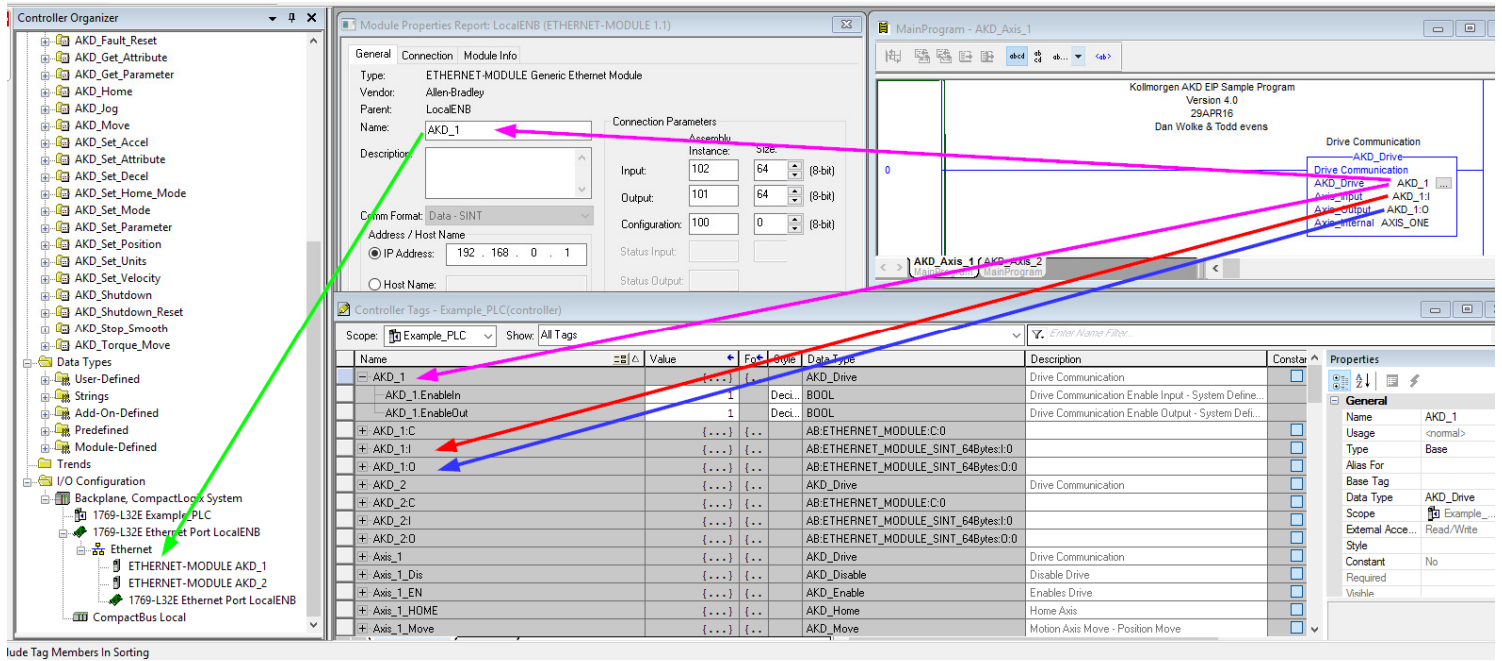 Controller Organizer
AKD_Fault_Reset
AKD_Get_Attribute
AKD_Get_Parameter
AKD_Home
AKD_Jog
AKD_Move
AKD_Set_Accel
AKD_Set_Attribute
AKD_Set_Decel
AKD_Set_Home_Mode
AKD_Set_Mode
AKD_Set_Parameter
AKD_Set_Position
AKD_Set_Units
AKD_Set_Velocity
AKD_Shutdown
AKD_Shutdown_Reset
AKD_Stop_Smooth
AKD_Torque_Move
Data Types
User-Defined
Strings
Add-On-Defined
Predefined
Module-Defined
Trends
I/O Configuration
Backplane, CompactLogix System
1769-L32E Example_PLC
1769-L32E Ethernet Port LocalENB
Ethernet
ETHERNET-MODULE AKD_1
ETHERNET-MODULE AKD_2
1769-L32E Ethernet Port LocalENB
CompactBus Local
Module Properties Report: LocalENB (ETHERNET-MODULE 1.1)
General Connection Module Info
Type: ETHERNET-MODULE Generic Ethernet Module
Vendor: Allen-Bradley
Parent: LocalENB
Name: AKD_1
Description:
Comm Format: Data - SINT
Address / Host Name
IP Address: 192 . 168 . 0 . 1
Host Name:
Connection Parameters
Assembly
Instance: Size:
Input: 102 64 (8-bit)
Output: 101 64 (8-bit)
Configuration: 100 0 (8-bit)
Status Input:
Status Output:
MainProgram - AKD_Axis_1
abcd ab cd ab... <ab>
Kollmorgen AKD EIP Sample Program
Version 4.0
29APR16
Dan Wolke & Todd evens
0
Drive Communication
AKD_Drive
Drive Communication
AKD_Drive AKD_1 ...
Axis_Input AKD_1:I
Axis_Output AKD_1:O
Axis_Internal AXIS_ONE
AKD_Axis_1 AKD_Axis_2
MainProgram MainProgram
Controller Tags - Example_PLC(controller)
Scope: Example_PLC Show: All Tags Enter Name Filter...
Name Value Style Data Type Description Constar
AKD_1 {...} {.. AKD_Drive Drive Communication
AKD_1.EnableIn 1 Deci... BOOL Drive Communication Enable Input - System Define...
AKD_1.EnableOut 1 Deci... BOOL Drive Communication Enable Output - System Defi...
AKD_1:C {...} {.. AB:ETHERNET_MODULE:C:0
AKD_1:I {...} {.. AB:ETHERNET_MODULE_SINT_64Bytes:I:0
AKD_1:O {...} {.. AB:ETHERNET_MODULE_SINT_64Bytes:O:0
AKD_2 {...} {.. AKD_Drive Drive Communication
AKD_2:C {...} {.. AB:ETHERNET_MODULE:C:0
AKD_2:I {...} {.. AB:ETHERNET_MODULE_SINT_64Bytes:I:0
AKD_2:O {...} {.. AB:ETHERNET_MODULE_SINT_64Bytes:O:0
Axis_1 {...} {.. AKD_Drive Drive Communication
Axis_1_Dis {...} {.. AKD_Disable Disable Drive
Axis_1_EN {...} {.. AKD_Enable Enables Drive
Axis_1_HOME {...} {.. AKD_Home Home Axis
Axis_1_Move {...} {.. AKD_Move Motion Axis Move - Position Move
Properties
General
Name AKD_1
Usage <normal>
Type Base
Alias For
Base Tag
Data Type AKD_Drive
Scope Example_...
External Acce... Read/Write
Style
Constant No
Required
Visible
lude Tag Members In Sorting